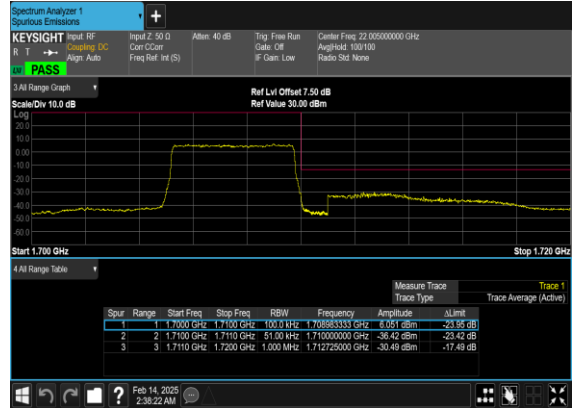 Spectrum Analyzer 1
Spurious Emissions
KEYSIGHT Input: RF Input Z: 50 Ω Atten: 40 dB Trig: Free Run Center Freq: 22.005000000 GHz
R T Coupling: DC Corr CCorr Gate: Off Avg|Hold: 100/100
Align: Auto Freq Ref: Int (S) IF Gain: Low Radio Std: None
PASS
3 All Range Graph
Ref Lvl Offset 7.50 dB
Scale/Div 10.0 dB Ref Value 30.00 dBm
Log
20.0
10.0
0.00
-10.0
-20.0
-30.0
-40.0
-50.0
-60.0
Start 1.700 GHz Stop 1.720 GHz
4 All Range Table
Measure Trace Trace 1
Trace Type Trace Average (Active)
Spur Range Start Freq Stop Freq RBW Frequency Amplitude ΔLimit
1 1 1.7000 GHz 1.7100 GHz 100.0 kHz 1.708983333 GHz 6.051 dBm -23.95 dB
2 2 1.7100 GHz 1.7110 GHz 51.00 kHz 1.710000000 GHz -36.42 dBm -23.42 dB
3 3 1.7110 GHz 1.7200 GHz 1.000 MHz 1.712725000 GHz -30.49 dBm -17.49 dB
Feb 14, 2025
2:38:22 AM